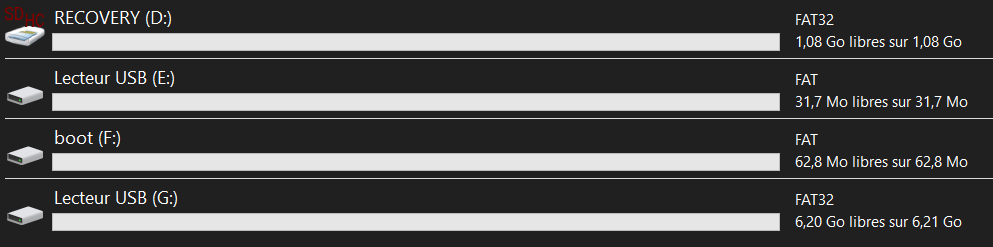 SDHC
RECOVERY (D:)
FAT32
1,08 Go libres sur 1,08 Go
Lecteur USB (E:)
FAT
31,7 Mo libres sur 31,7 Mo
boot (F:)
FAT
62,8 Mo libres sur 62,8 Mo
Lecteur USB (G:)
FAT32
6,20 Go libres sur 6,21 Go